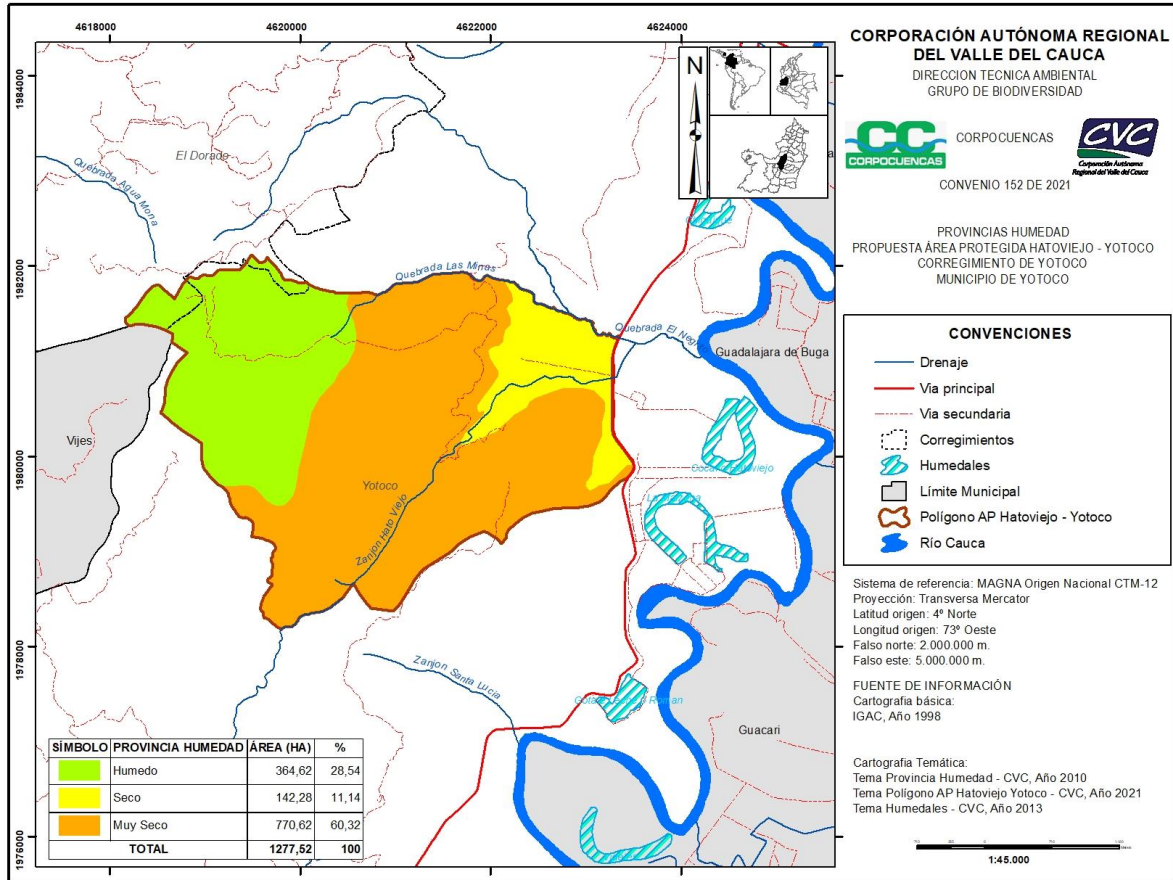 4618000
4620000
4622000
4624000
1984000
1982000
1980000
1978000
1976000
N
El Dorado
Quebrada Agua Mona
Quebrada Las Minas
Quebrada El Negrito
Guadalajara de Buga
Vijes
Yotoco
Zanjon Hato Viejo
Zanjon Santa Lucia
Guacari
SÍMBOLO PROVINCIA HUMEDAD ÁREA (HA) %
Humedo 364,62 28,54
Seco 142,28 11,14
Muy Seco 770,62 60,32
TOTAL 1277,52 100
CORPORACIÓN AUTÓNOMA REGIONAL
DEL VALLE DEL CAUCA
DIRECCION TECNICA AMBIENTAL
GRUPO DE BIODIVERSIDAD
CC
CORPOCUENCAS
CORPOCUENCAS
CVC
Corporación Autónoma
Regional del Valle del Cauca
CONVENIO 152 DE 2021
PROVINCIAS HUMEDAD
PROPUESTA ÁREA PROTEGIDA HATOVIEJO - YOTOCO
CORREGIMIENTO DE YOTOCO
MUNICIPIO DE YOTOCO
CONVENCIONES
Drenaje
Via principal
Via secundaria
Corregimientos
Humedales
Límite Municipal
Polígono AP Hatoviejo - Yotoco
Río Cauca
Sistema de referencia: MAGNA Origen Nacional CTM-12
Proyección: Transversa Mercator
Latitud origen: 4º Norte
Longitud origen: 73º Oeste
Falso norte: 2.000.000 m.
Falso este: 5.000.000 m.
FUENTE DE INFORMACIÓN
Cartografia básica:
IGAC, Año 1998
Cartografia Temática:
Tema Provincia Humedad - CVC, Año 2010
Tema Polígono AP Hatoviejo Yotoco - CVC, Año 2021
Tema Humedales - CVC, Año 2013
1:45.000